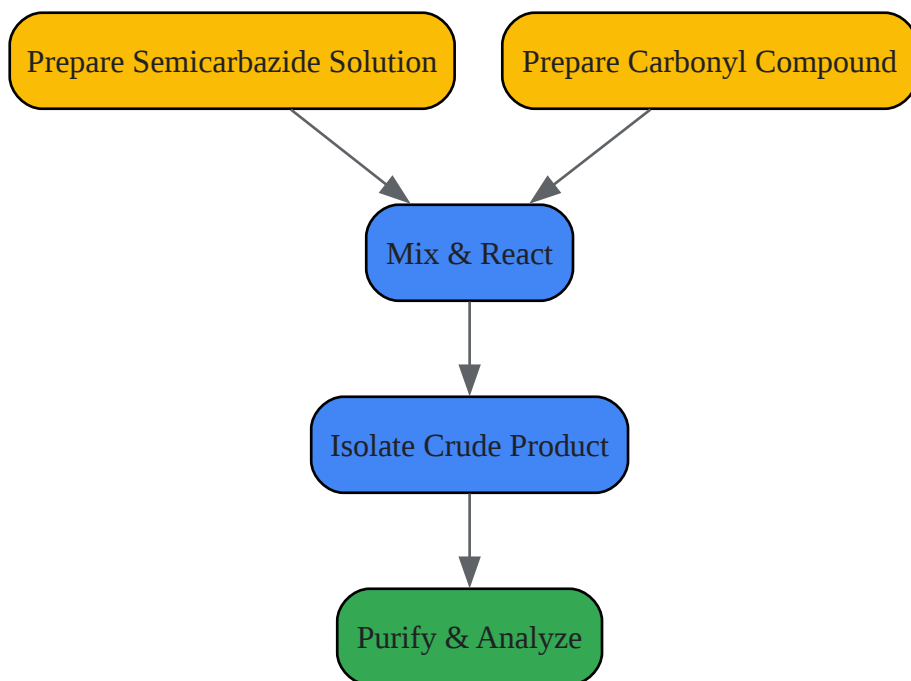 Prepare Semicarbazide Solution
Prepare Carbonyl Compound
Mix & React
Isolate Crude Product
Purify & Analyze